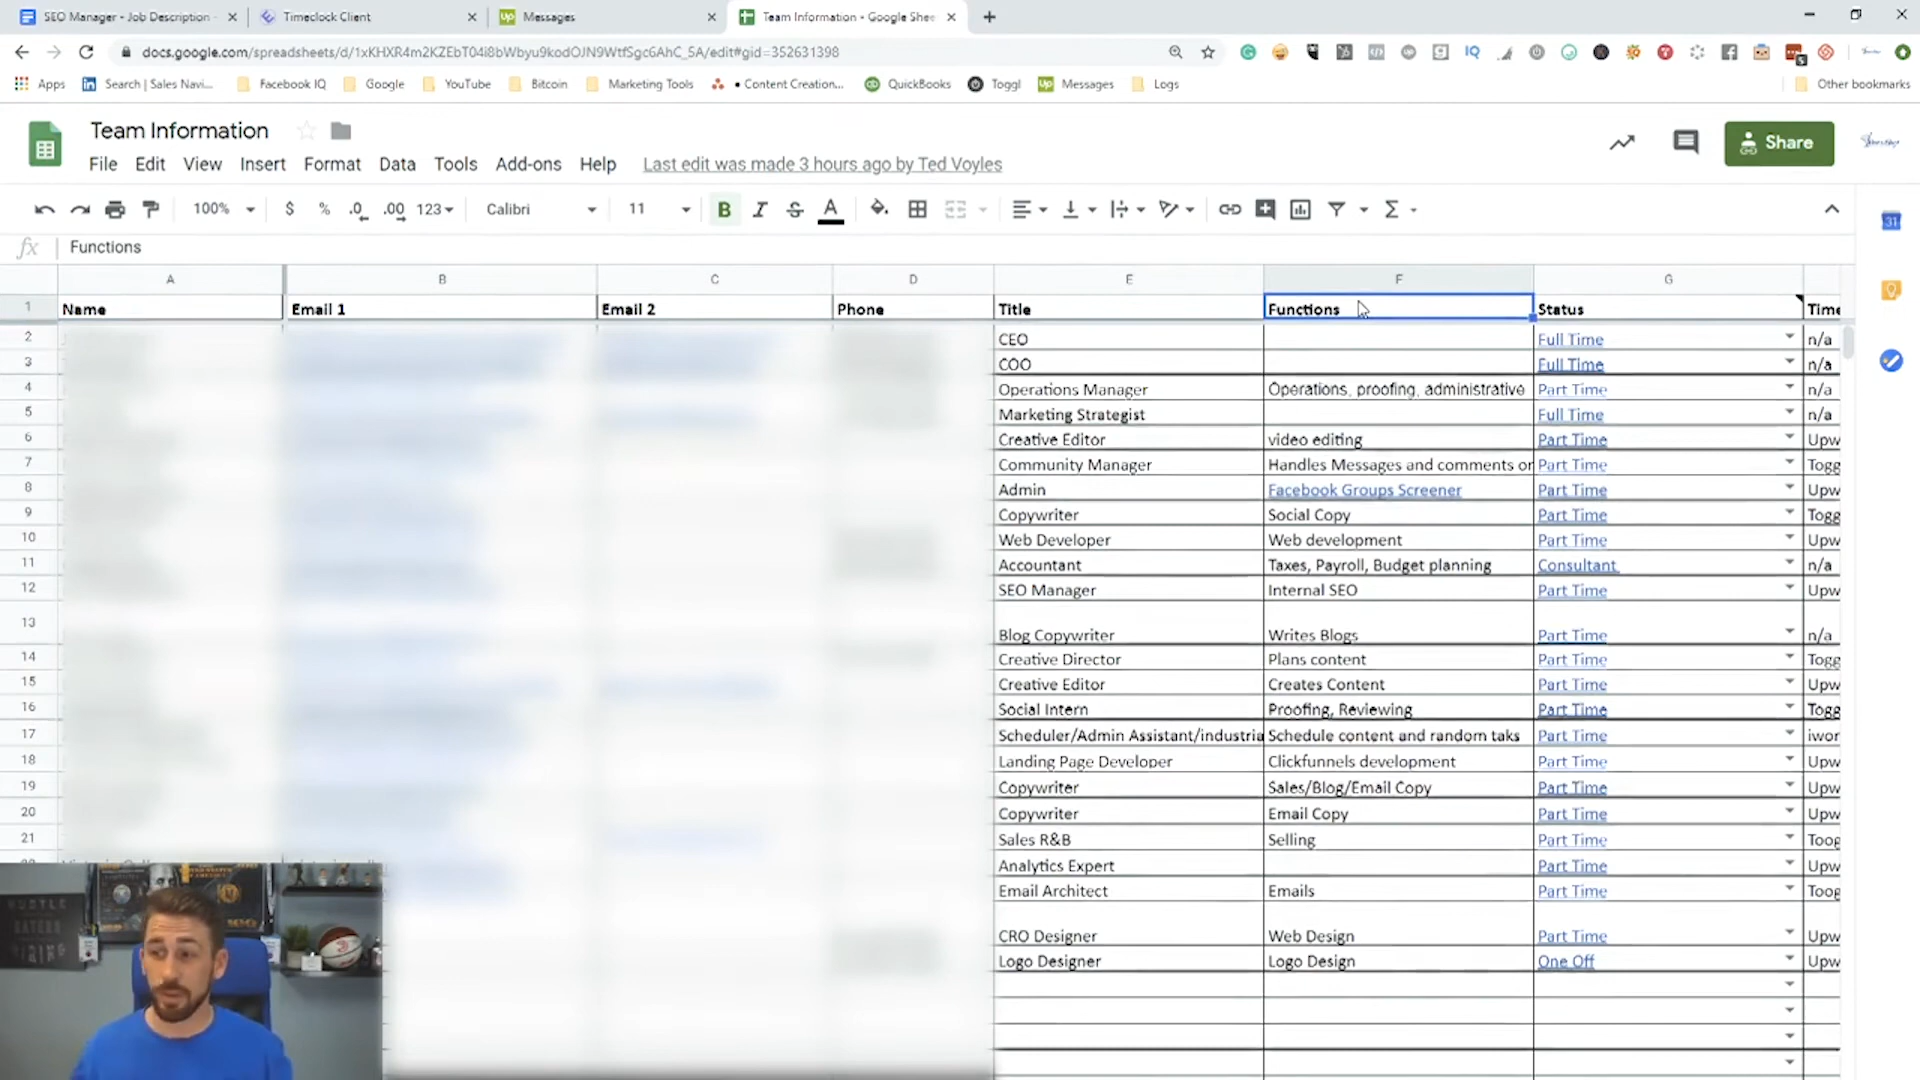 SEO Manager - Job Description -
Timeclock Client
Messages
Team Information - Google Shee
docs.google.com/spreadsheets/d/1xKHXR4m2KZEbT04i8bWbyu9kodOJN9WtfSgc6AhC_5A/edit#gid=352631398
Apps
Search | Sales Navi...
Facebook IQ
Google
YouTube
Bitcoin
Marketing Tools
• Content Creation...
QuickBooks
Toggl
Messages
Logs
Other bookmarks
Team Information
File Edit View Insert Format Data Tools Add-ons Help
Last edit was made 3 hours ago by Ted Voyles
Share
100% $ % .0 .00 123 Calibri 11 B I S A
31
fx Functions
A B C D E F G
1 Name Email 1 Email 2 Phone Title Functions Status Time
2 CEO Full Time n/a
3 COO Full Time n/a
4 Operations Manager Operations, proofing, administrative Part Time n/a
5 Marketing Strategist Full Time n/a
6 Creative Editor video editing Part Time Upw
7 Community Manager Handles Messages and comments or Part Time Togg
8 Admin Facebook Groups Screener Part Time Upw
9 Copywriter Social Copy Part Time Togg
10 Web Developer Web development Part Time Upw
11 Accountant Taxes, Payroll, Budget planning Consultant n/a
12 SEO Manager Internal SEO Part Time Upw
13 Blog Copywriter Writes Blogs Part Time n/a
14 Creative Director Plans content Part Time Togg
15 Creative Editor Creates Content Part Time Upw
16 Social Intern Proofing, Reviewing Part Time Togg
17 Scheduler/Admin Assistant/industria Schedule content and random taks Part Time iwor
18 Landing Page Developer Clickfunnels development Part Time Upw
19 Copywriter Sales/Blog/Email Copy Part Time Upw
20 Copywriter Email Copy Part Time Upw
21 Sales R&B Selling Part Time Toog
Analytics Expert Part Time Upw
Email Architect Emails Part Time Toog
CRO Designer Web Design Part Time Upw
Logo Designer Logo Design One Off Upw
HUSTLE